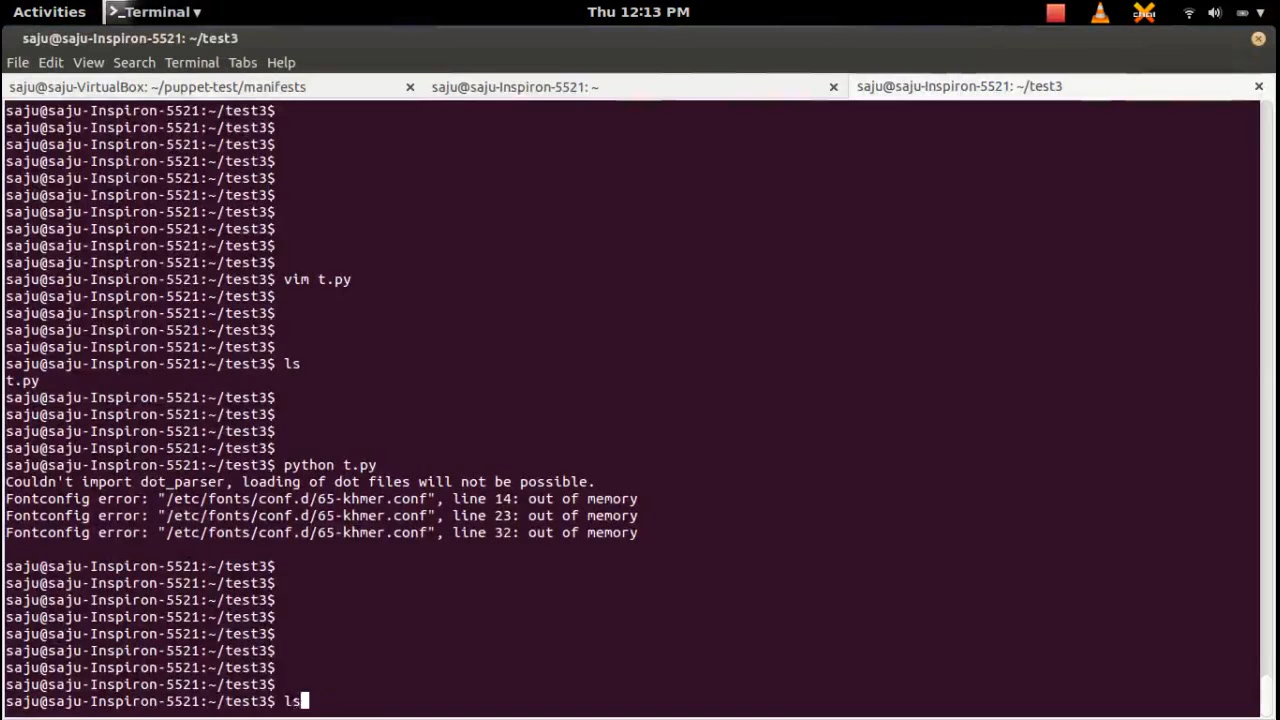 Activities
Terminal
Thu 12:13 PM
saju@saju-Inspiron-5521: ~/test3
File Edit View Search Terminal Tabs Help
saju@saju-VirtualBox: ~/puppet-test/manifests
saju@saju-Inspiron-5521: ~
saju@saju-Inspiron-5521: ~/test3
saju@saju-Inspiron-5521:~/test3$
saju@saju-Inspiron-5521:~/test3$
saju@saju-Inspiron-5521:~/test3$
saju@saju-Inspiron-5521:~/test3$
saju@saju-Inspiron-5521:~/test3$
saju@saju-Inspiron-5521:~/test3$
saju@saju-Inspiron-5521:~/test3$
saju@saju-Inspiron-5521:~/test3$
saju@saju-Inspiron-5521:~/test3$
saju@saju-Inspiron-5521:~/test3$
saju@saju-Inspiron-5521:~/test3$ vim t.py
saju@saju-Inspiron-5521:~/test3$
saju@saju-Inspiron-5521:~/test3$
saju@saju-Inspiron-5521:~/test3$
saju@saju-Inspiron-5521:~/test3$
saju@saju-Inspiron-5521:~/test3$ ls
t.py
saju@saju-Inspiron-5521:~/test3$
saju@saju-Inspiron-5521:~/test3$
saju@saju-Inspiron-5521:~/test3$
saju@saju-Inspiron-5521:~/test3$
saju@saju-Inspiron-5521:~/test3$ python t.py
Couldn't import dot_parser, loading of dot files will not be possible.
Fontconfig error: "/etc/fonts/conf.d/65-khmer.conf", line 14: out of memory
Fontconfig error: "/etc/fonts/conf.d/65-khmer.conf", line 23: out of memory
Fontconfig error: "/etc/fonts/conf.d/65-khmer.conf", line 32: out of memory
saju@saju-Inspiron-5521:~/test3$
saju@saju-Inspiron-5521:~/test3$
saju@saju-Inspiron-5521:~/test3$
saju@saju-Inspiron-5521:~/test3$
saju@saju-Inspiron-5521:~/test3$
saju@saju-Inspiron-5521:~/test3$
saju@saju-Inspiron-5521:~/test3$
saju@saju-Inspiron-5521:~/test3$
saju@saju-Inspiron-5521:~/test3$ ls